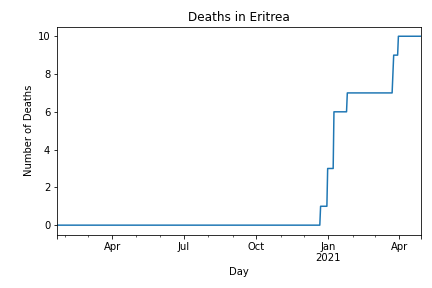 Deaths in Eritrea
10
8
6
4
2
0
Number of Deaths
Apr
Jul
Oct
Jan
2021
Apr
Day